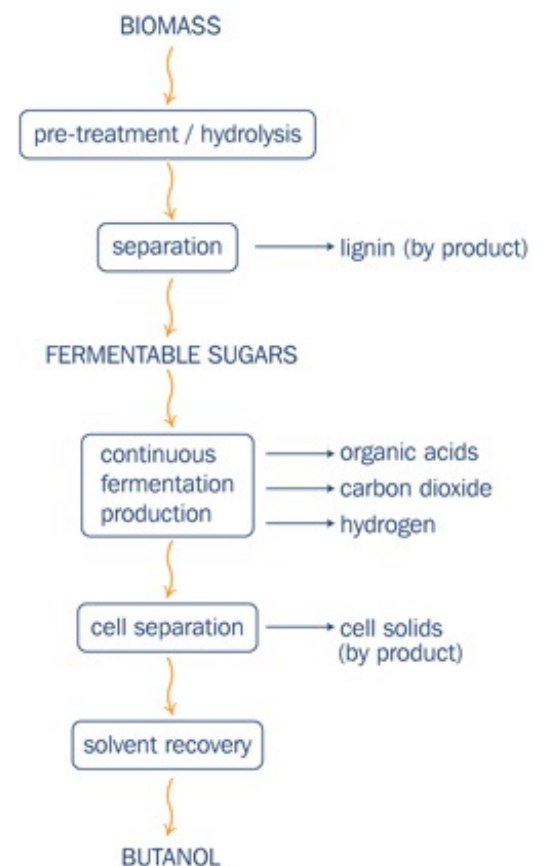 BIOMASS
pre-treatment / hydrolysis
separation
lignin (by product)
FERMENTABLE SUGARS
continuous
fermentation
production
organic acids
carbon dioxide
hydrogen
cell separation
cell solids
(by product)
solvent recovery
BUTANOL